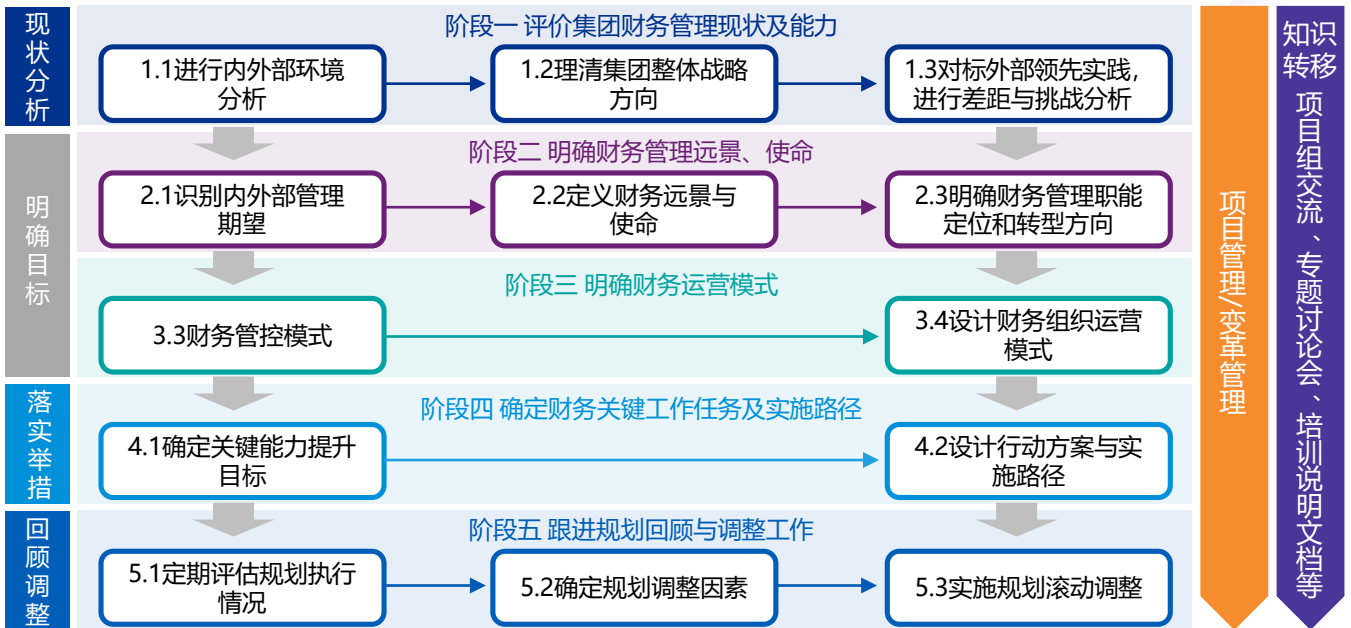 现状分析
阶段一 评价集团财务管理现状及能力
1.1进行内外部环境
分析
1.2理清集团整体战略
方向
1.3对标外部领先实践，
进行差距与挑战分析
明确目标
阶段二 明确财务管理远景、使命
2.1识别内外部管理
期望
2.2定义财务远景与
使命
2.3明确财务管理职能
定位和转型方向
阶段三 明确财务运营模式
3.3财务管控模式
3.4设计财务组织运营
模式
落实举措
阶段四 确定财务关键工作任务及实施路径
4.1确定关键能力提升
目标
4.2设计行动方案与实
施路径
回顾调整
阶段五 跟进规划回顾与调整工作
5.1定期评估规划执行
情况
5.2确定规划调整因素
5.3实施规划滚动调整
项目管理/变革管理
知识
转移
项目组交流、专题讨论会、培训说明文档等